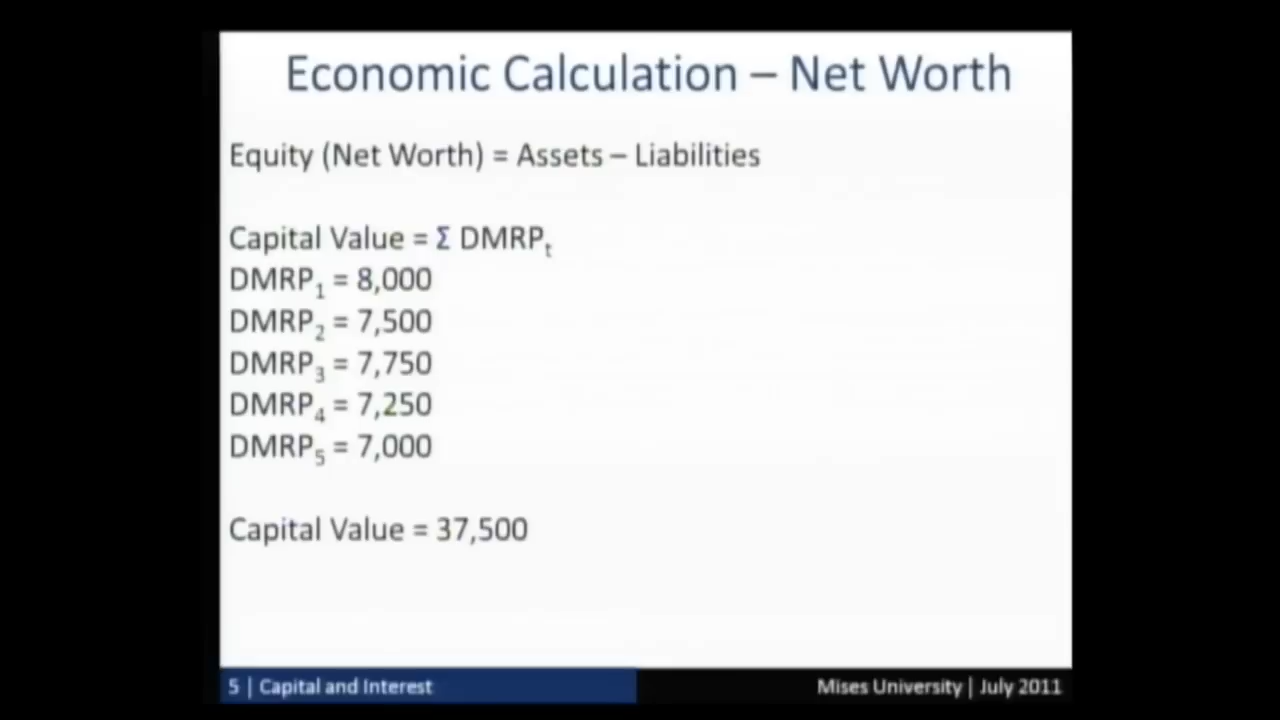 Economic Calculation – Net Worth
Equity (Net Worth) = Assets – Liabilities
Capital Value = Σ DMRPₜ
DMRP₁ = 8,000
DMRP₂ = 7,500
DMRP₃ = 7,750
DMRP₄ = 7,250
DMRP₅ = 7,000
Capital Value = 37,500
5 | Capital and Interest
Mises University | July 2011